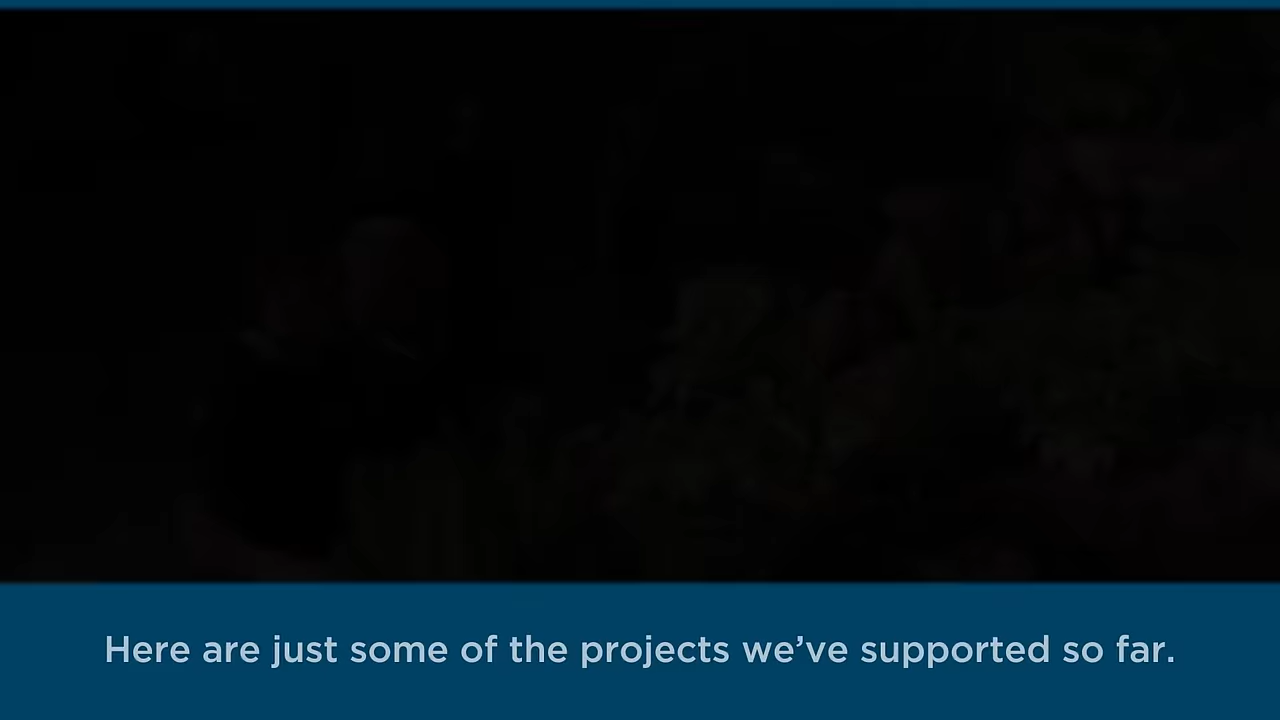 Here are just some of the projects we’ve supported so far.